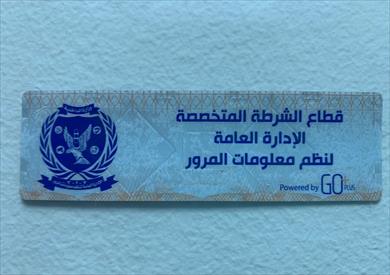 قطاع الشرطة المتخصصة
الإدارة العامة
لنظم معلومات المرور
Powered by GO+ PLUS